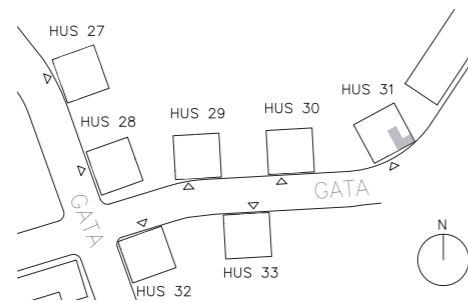 HUS 27
HUS 28
HUS 29
HUS 30
HUS 31
GATA
GATA
N
HUS 32
HUS 33